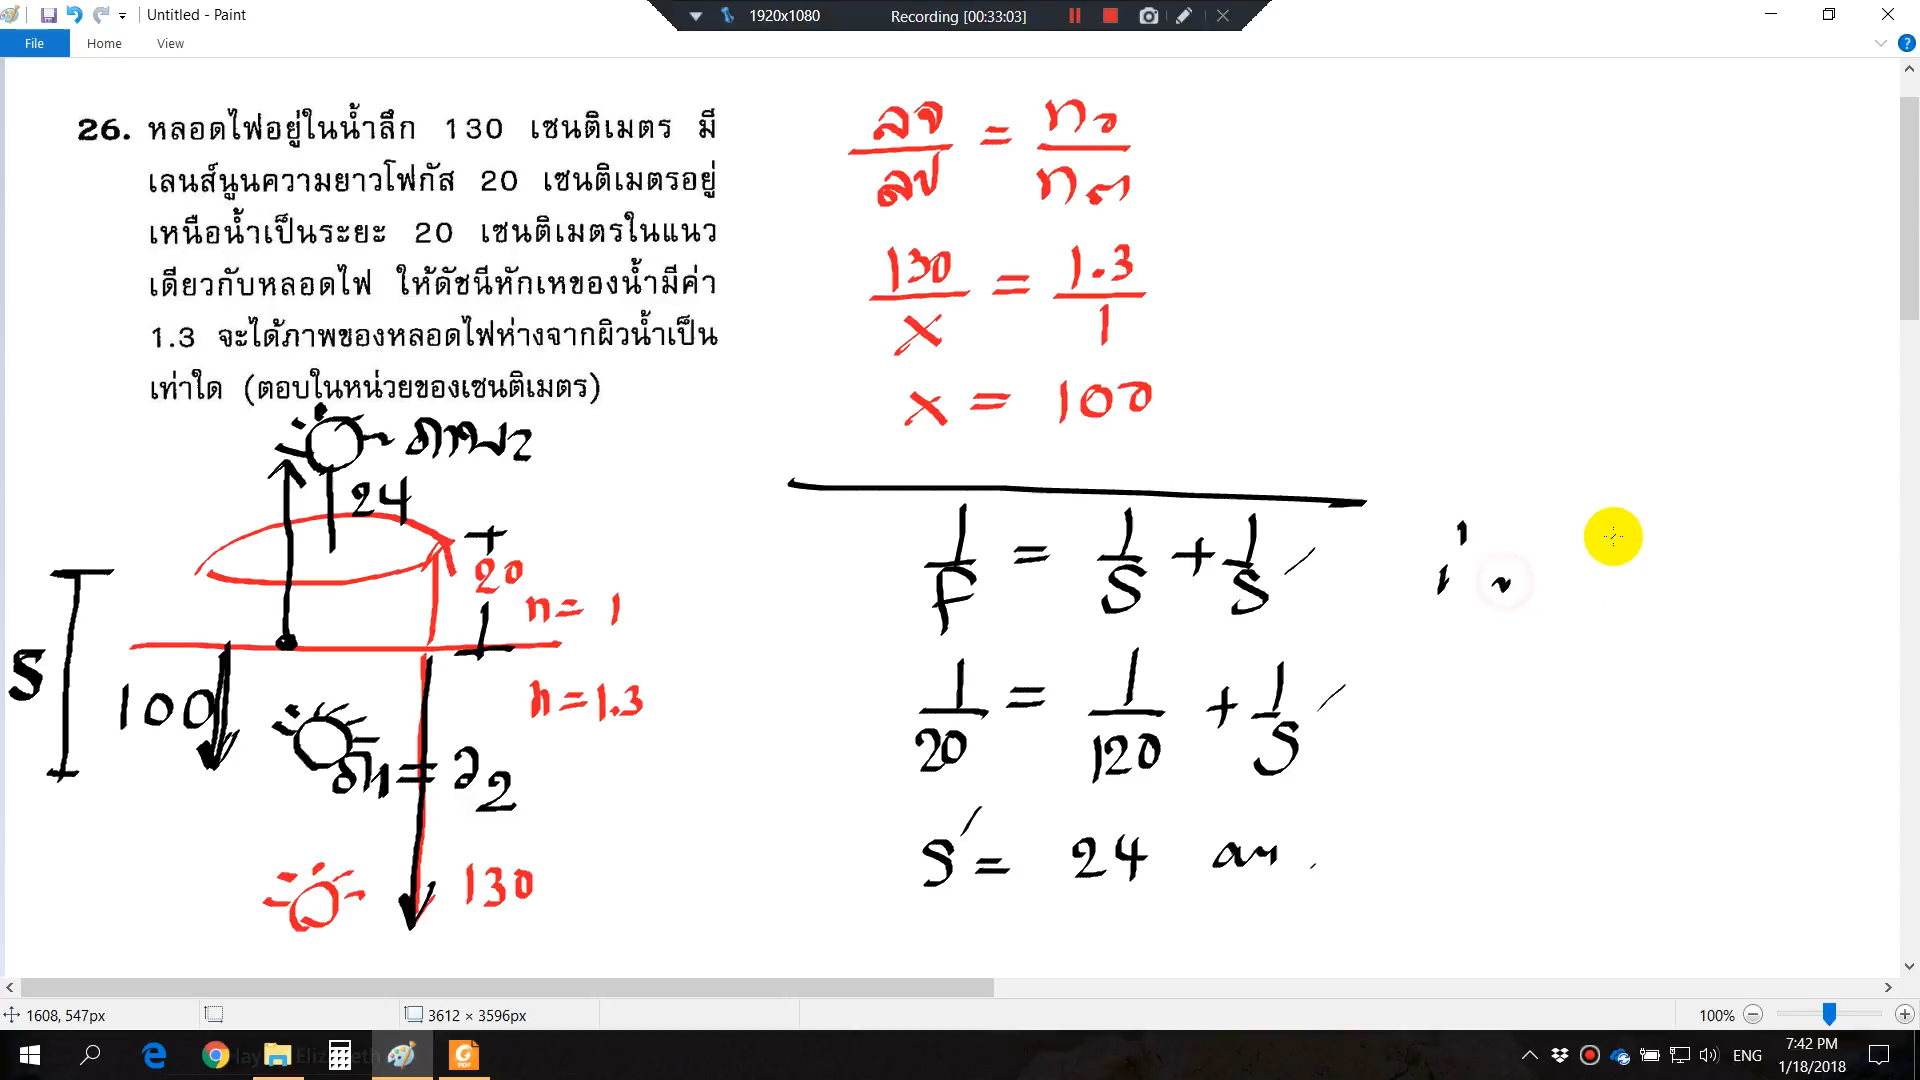 Untitled - Paint
1920x1080
Recording [00:33:03]
File
Home
View
26. หลอดไฟอยู่ในน้ำลึก 130 เซนติเมตร มี
เลนส์นูนความยาวโฟกัส 20 เซนติเมตรอยู่
เหนือน้ำเป็นระยะ 20 เซนติเมตรในแนว
เดียวกับหลอดไฟ ให้ดัชนีหักเหของน้ำมีค่า
1.3 จะได้ภาพของหลอดไฟห่างจากผิวน้ำเป็น
เท่าใด (ตอบในหน่วยของเซนติเมตร)
ภาพ2
24
20
n = 1
S
100
n = 1.3
130
ลจ/ลป = nว/nต
130/x = 1.3/1
x = 100
1/F = 1/S + 1/S'
1/20 = 1/120 + 1/S'
S' = 24
1608, 547px
3612 × 3596px
100%
ENG
7:42 PM
1/18/2018